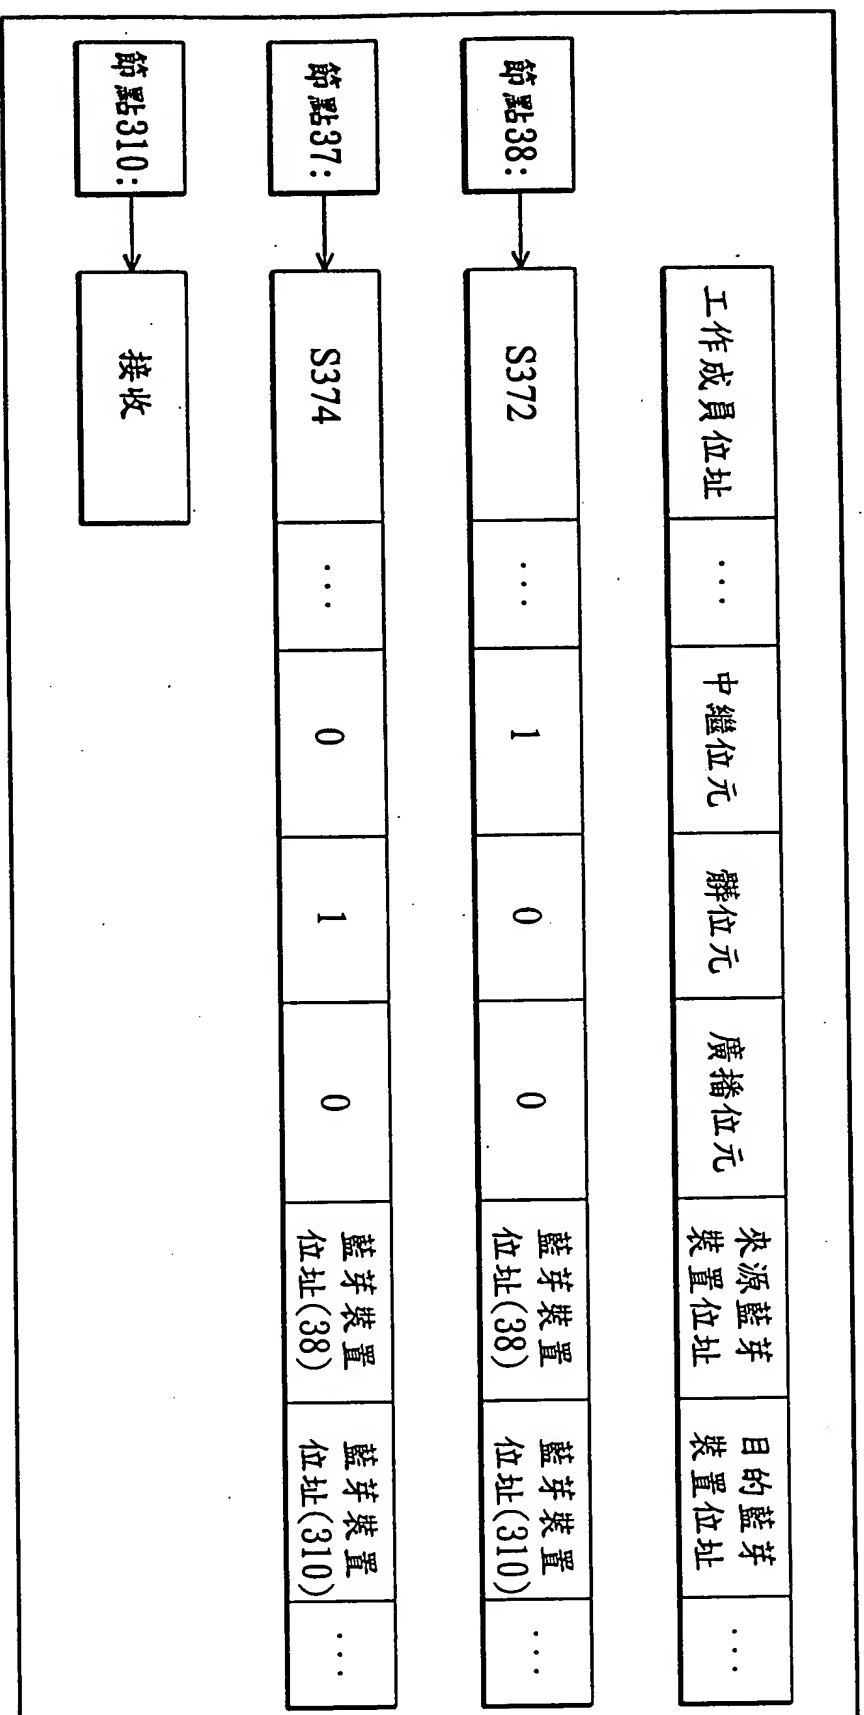 工作成員位址
...
中繼位元
髒位元
廣播位元
來源藍芽
裝置位址
目的藍芽
裝置位址
...
節點38:
S372
...
1
0
0
藍芽裝置
位址(38)
藍芽裝置
位址(310)
...
節點37:
S374
...
0
1
0
藍芽裝置
位址(38)
藍芽裝置
位址(310)
...
節點310:
接收